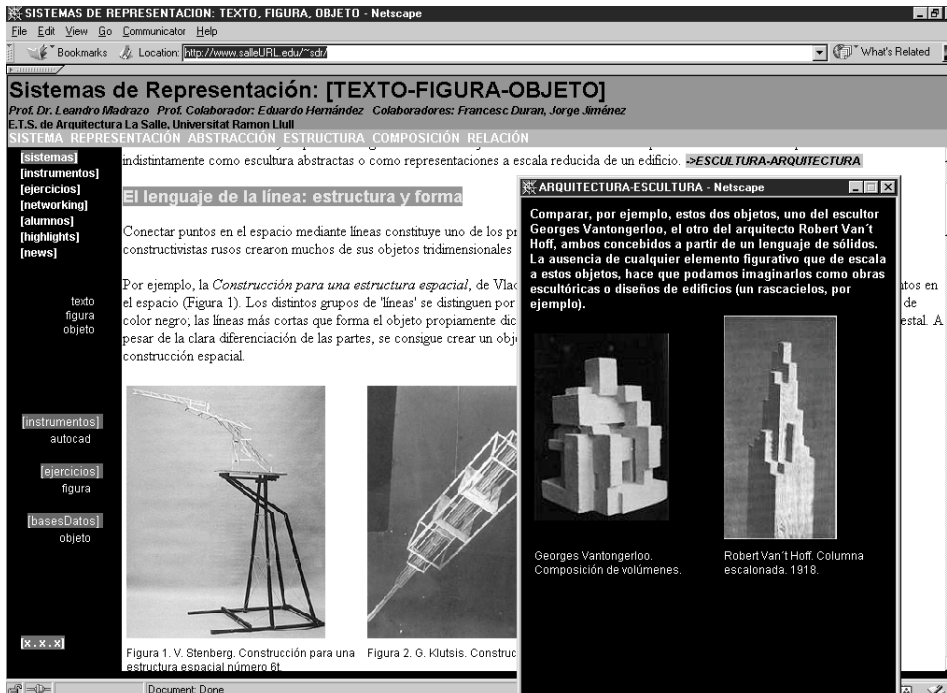 SISTEMAS DE REPRESENTACION: TEXTO, FIGURA, OBJETO - Netscape
File Edit View Go Communicator Help
Bookmarks Location: http://www.salleURL.edu/~sdr/ What's Related
Sistemas de Representación: [TEXTO-FIGURA-OBJETO]
Prof. Dr. Leandro Madrazo Prof. Colaborador: Eduardo Hernández Colaboradores: Francesc Duran, Jorge Jiménez
E.T.S. de Arquitectura La Salle, Universitat Ramon Llull
SISTEMA REPRESENTACIÓN ABSTRACCIÓN ESTRUCTURA COMPOSICIÓN RELACIÓN
[sistemas]
[instrumentos]
[ejercicios]
[networking]
[alumnos]
[highlights]
[news]
texto
figura
objeto
[instrumentos]
autocad
[ejercicios]
figura
[basesDatos]
objeto
[x.x.x]
indistintamente como escultura abstractas o como representaciones a escala reducida de un edificio. ->ESCULTURA-ARQUITECTURA
El lenguaje de la línea: estructura y forma
Conectar puntos en el espacio mediante líneas constituye uno de los
constructivistas rusos crearon muchos de sus objetos tridimensionales
Por ejemplo, la Construcción para una estructura espacial, de
el espacio (Figura 1). Los distintos grupos de 'líneas' se distinguen por de
color negro; las líneas más cortas que forma el objeto propiamente A
pesar de la clara diferenciación de las partes, se consigue crear un
construcción espacial.
Figura 1. V. Stenberg. Construcción para una
estructura espacial número 6t.
Figura 2. G. Klutsis.
ARQUITECTURA-ESCULTURA - Netscape
Comparar, por ejemplo, estos dos objetos, uno del escultor
Georges Vantongerloo, el otro del arquitecto Robert Van´t
Hoff, ambos concebidos a partir de un lenguaje de sólidos.
La ausencia de cualquier elemento figurativo que de escala
a estos objetos, hace que podamos imaginarlos como obras
escultóricas o diseños de edificios (un rascacielos, por
ejemplo).
Georges Vantongerloo.
Composición de volúmenes.
Robert Van´t Hoff. Columna
escalonada. 1918.
Document: Done